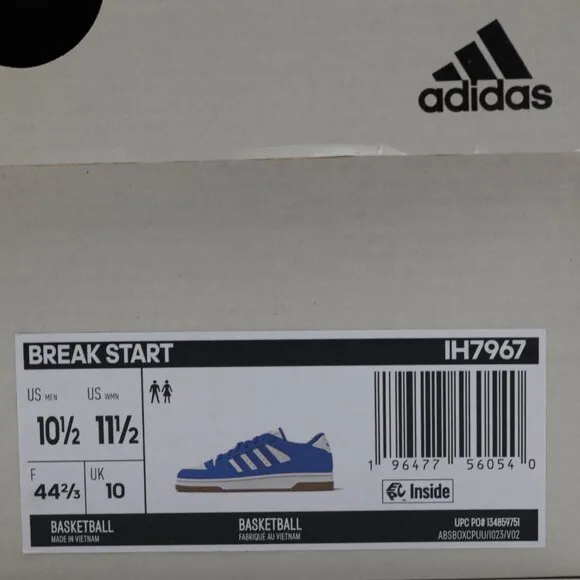 adidas
BREAK START IH7967
US MEN US WMN
10½ 11½
F UK
44⅔ 10
1 96477 56054 0
Inside
BASKETBALL BASKETBALL UPC PO# 134859751
MADE IN VIETNAM FABRIQUÉ AU VIETNAM ABSBOXCPUU/1023/V02